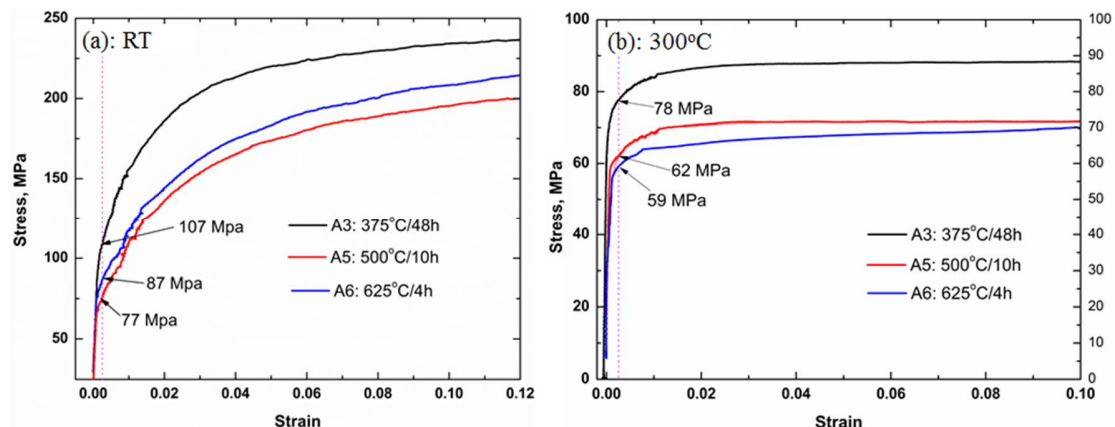 (a): RT
250
200
150
100
50
Stress, MPa
107 Mpa
87 Mpa
77 Mpa
A3: 375°C/48h
A5: 500°C/10h
A6: 625°C/4h
0.00 0.02 0.04 0.06 0.08 0.10 0.12
Strain
(b): 300°C
100
80
60
40
20
0
Stress, MPa
78 MPa
62 MPa
59 MPa
A3: 375°C/48h
A5: 500°C/10h
A6: 625°C/4h
100
90
80
70
60
50
40
30
20
10
0
0.00 0.02 0.04 0.06 0.08 0.10
Strain